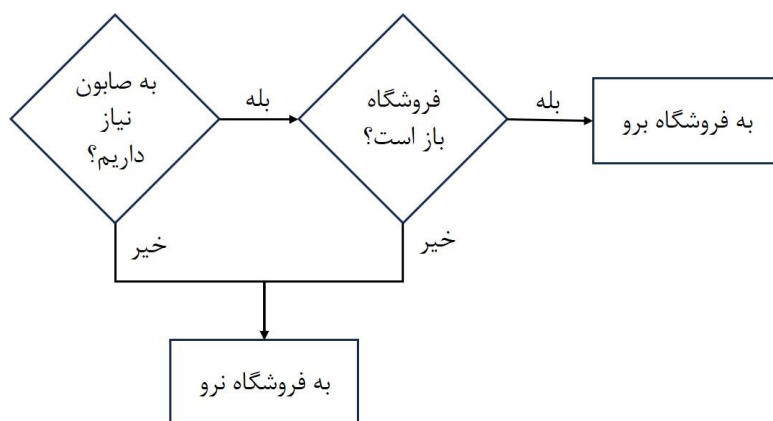 به صابون
نیاز
داریم؟
بله
فروشگاه
باز است؟
بله
به فروشگاه برو
خیر
خیر
به فروشگاه نرو